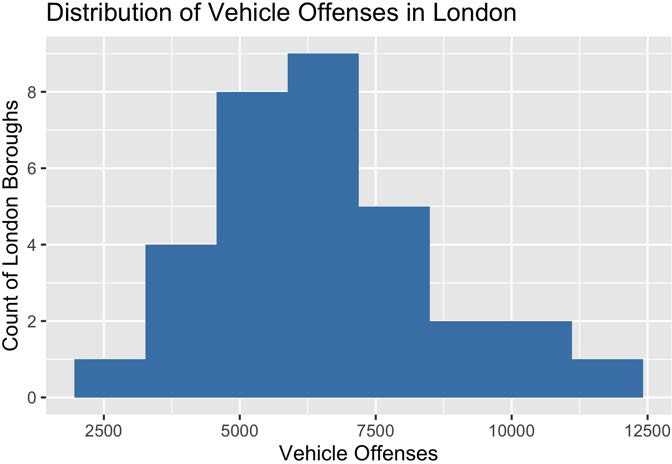 Distribution of Vehicle Offenses in London
Count of London Boroughs
8
6
4
2
0
2500 5000 7500 10000 12500
Vehicle Offenses